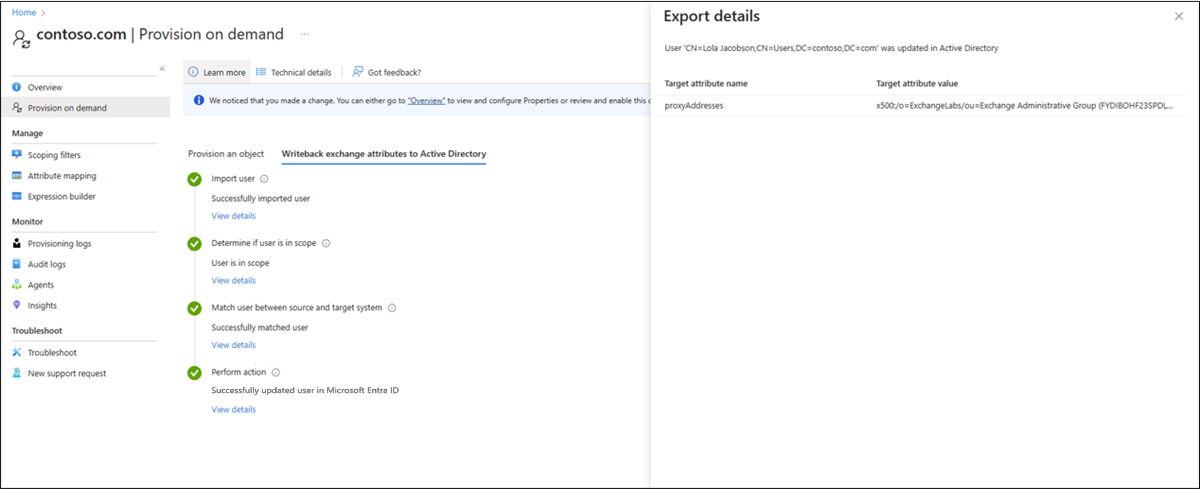 Home
contoso.com | Provision on demand ...
Overview
Provision on demand
Manage
Scoping filters
Attribute mapping
Expression builder
Monitor
Provisioning logs
Audit logs
Agents
Insights
Troubleshoot
Troubleshoot
New support request
Learn more
Technical details
Got feedback?
We noticed that you made a change. You can either go to "Overview" to view and configure Properties or review and enable this c
Provision an object
Writeback exchange attributes to Active Directory
Import user
Successfully imported user
View details
Determine if user is in scope
User is in scope
View details
Match user between source and target system
Successfully matched user
View details
Perform action
Successfully updated user in Microsoft Entra ID
View details
Export details
User 'CN=Lola Jacobson,CN=Users,DC=contoso,DC=com' was updated in Active Directory
Target attribute name Target attribute value
proxyAddresses x500:/o=ExchangeLabs/ou=Exchange Administrative Group (FYDIBOHF23SPDL...